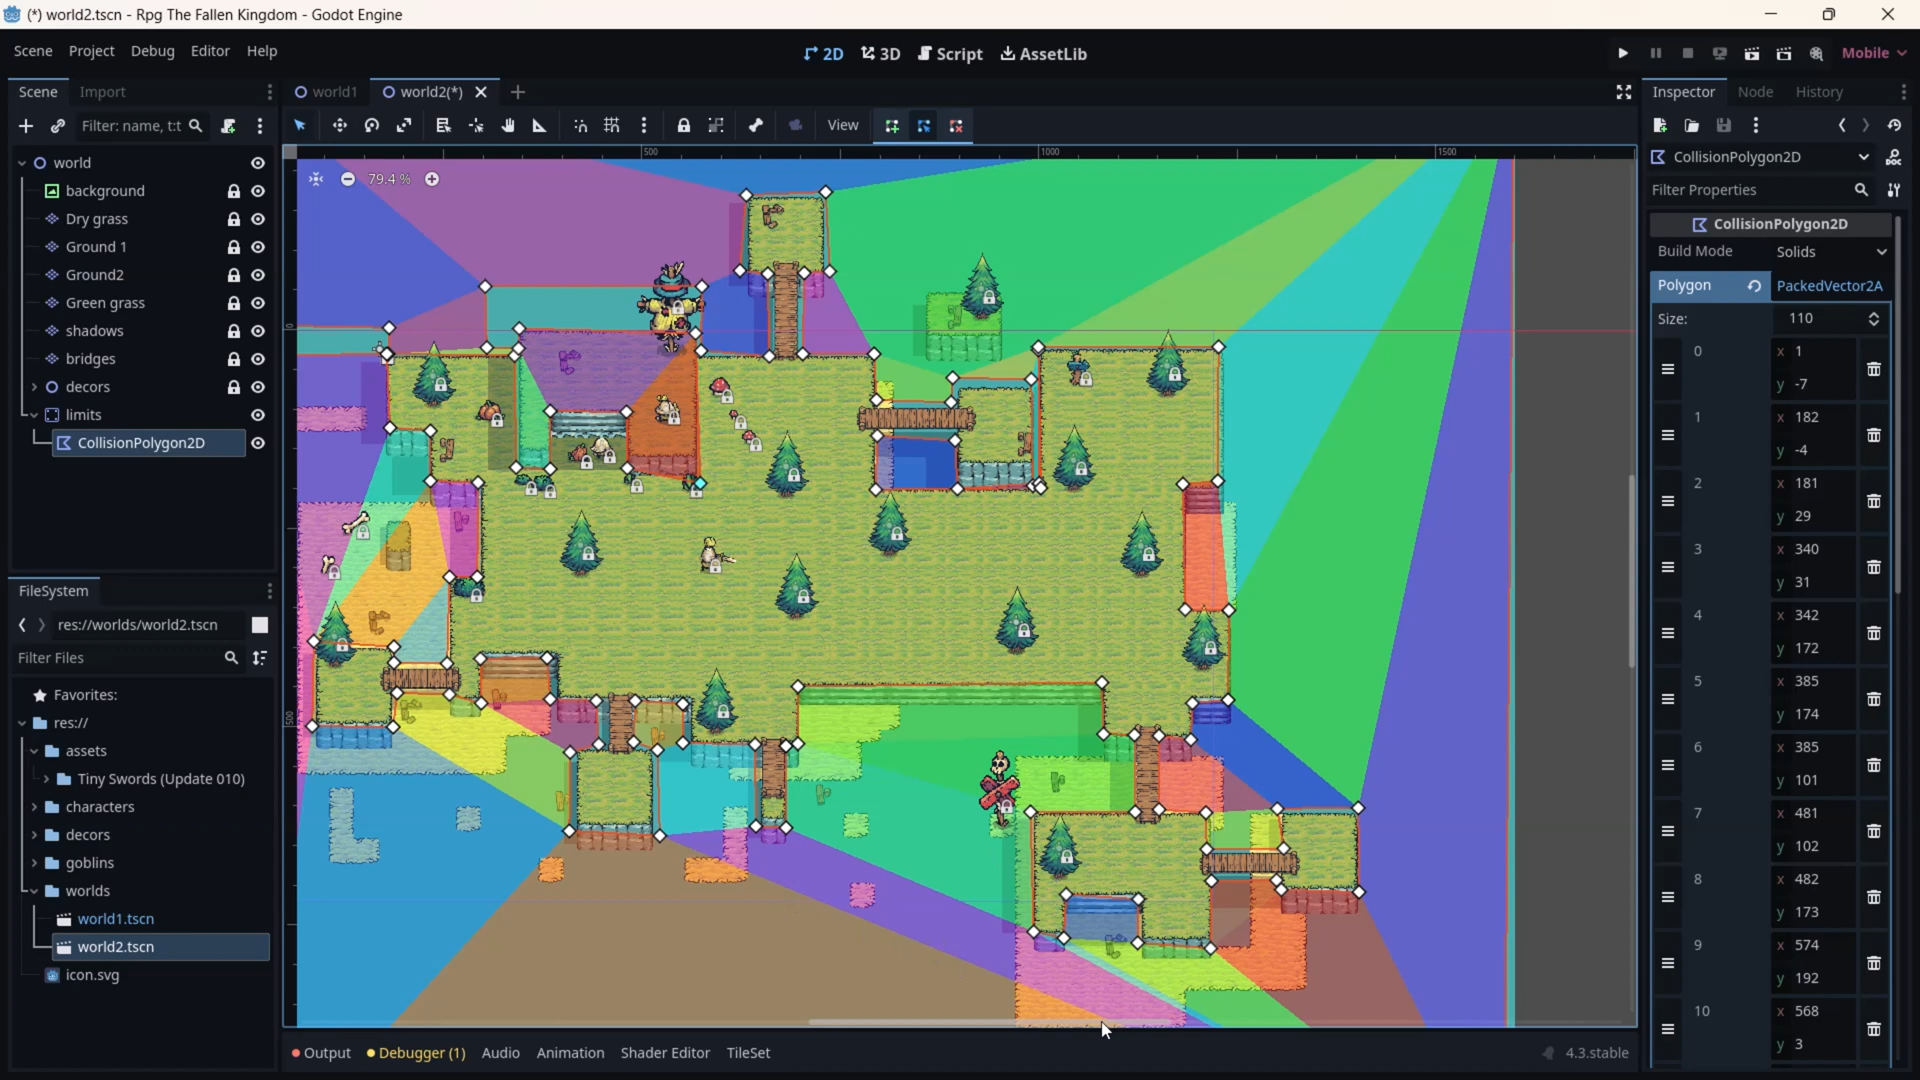 (*) world2.tscn - Rpg The Fallen Kingdom - Godot Engine
Scene Project Debug Editor Help
2D 3D Script AssetLib
Mobile
Scene Import
world1 world2(*)
Inspector Node History
Filter: name, t:t
View
CollisionPolygon2D
Filter Properties
CollisionPolygon2D
Build Mode Solids
Polygon PackedVector2A
Size: 110
0 x 1
y -7
1 x 182
y -4
2 x 181
y 29
3 x 340
y 31
4 x 342
y 172
5 x 385
y 174
6 x 385
y 101
7 x 481
y 102
8 x 482
y 173
9 x 574
y 192
10 x 568
y 3
world
background
Dry grass
Ground 1
Ground2
Green grass
shadows
bridges
decors
limits
CollisionPolygon2D
500 1000 1500
79.4 %
0
500
FileSystem
res://worlds/world2.tscn
Filter Files
Favorites:
res://
assets
Tiny Swords (Update 010)
characters
decors
goblins
worlds
world1.tscn
world2.tscn
icon.svg
Output Debugger (1) Audio Animation Shader Editor TileSet
4.3.stable